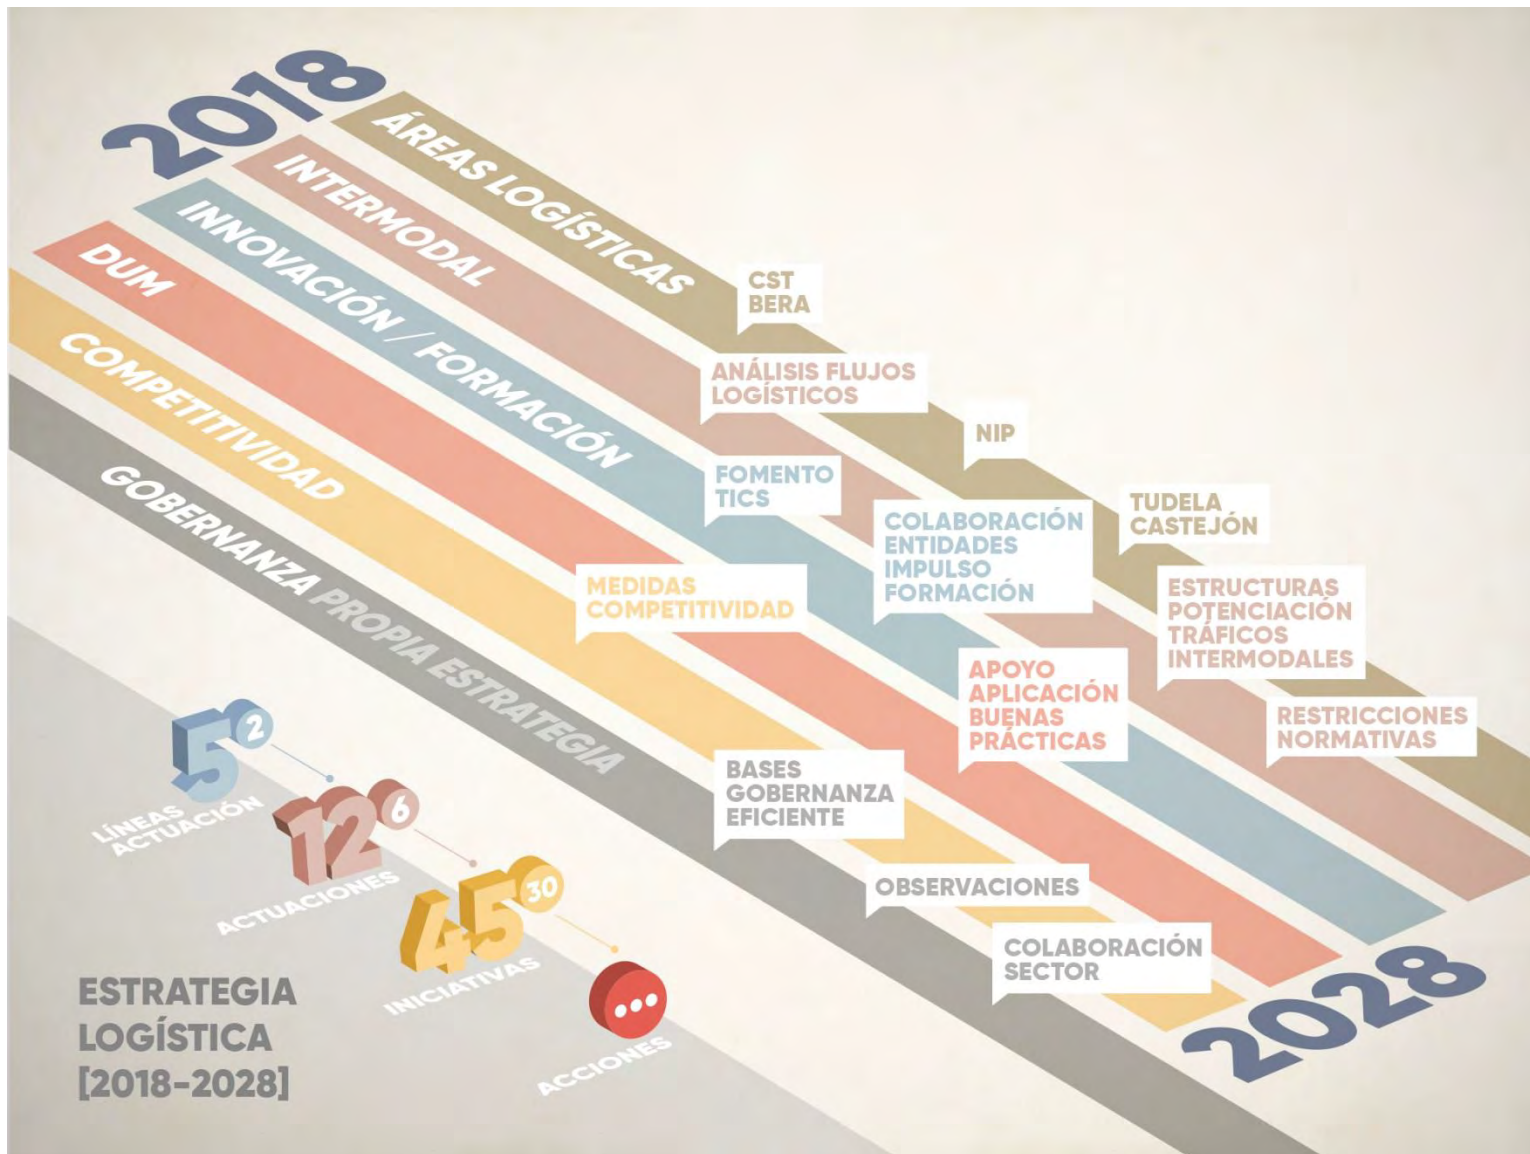 2018
ÁREAS LOGÍSTICAS
INTERMODAL
INNOVACIÓN / FORMACIÓN
DUM
COMPETITIVIDAD
GOBERNANZA PROPIA ESTRATEGIA
CST
BERA
ANÁLISIS FLUJOS
LOGÍSTICOS
NIP
FOMENTO
TICS
TUDELA
CASTEJÓN
COLABORACIÓN
ENTIDADES
IMPULSO
FORMACIÓN
MEDIDAS
COMPETITIVIDAD
ESTRUCTURAS
POTENCIACIÓN
TRÁFICOS
INTERMODALES
APOYO
APLICACIÓN
BUENAS
PRÁCTICAS
RESTRICCIONES
NORMATIVAS
BASES
GOBERNANZA
EFICIENTE
OBSERVACIONES
COLABORACIÓN
SECTOR
2028
5 2
LÍNEAS
ACTUACIÓN
12 6
ACTUACIONES
45 30
INICIATIVAS
...
ACCIONES
ESTRATEGIA
LOGÍSTICA
[2018-2028]